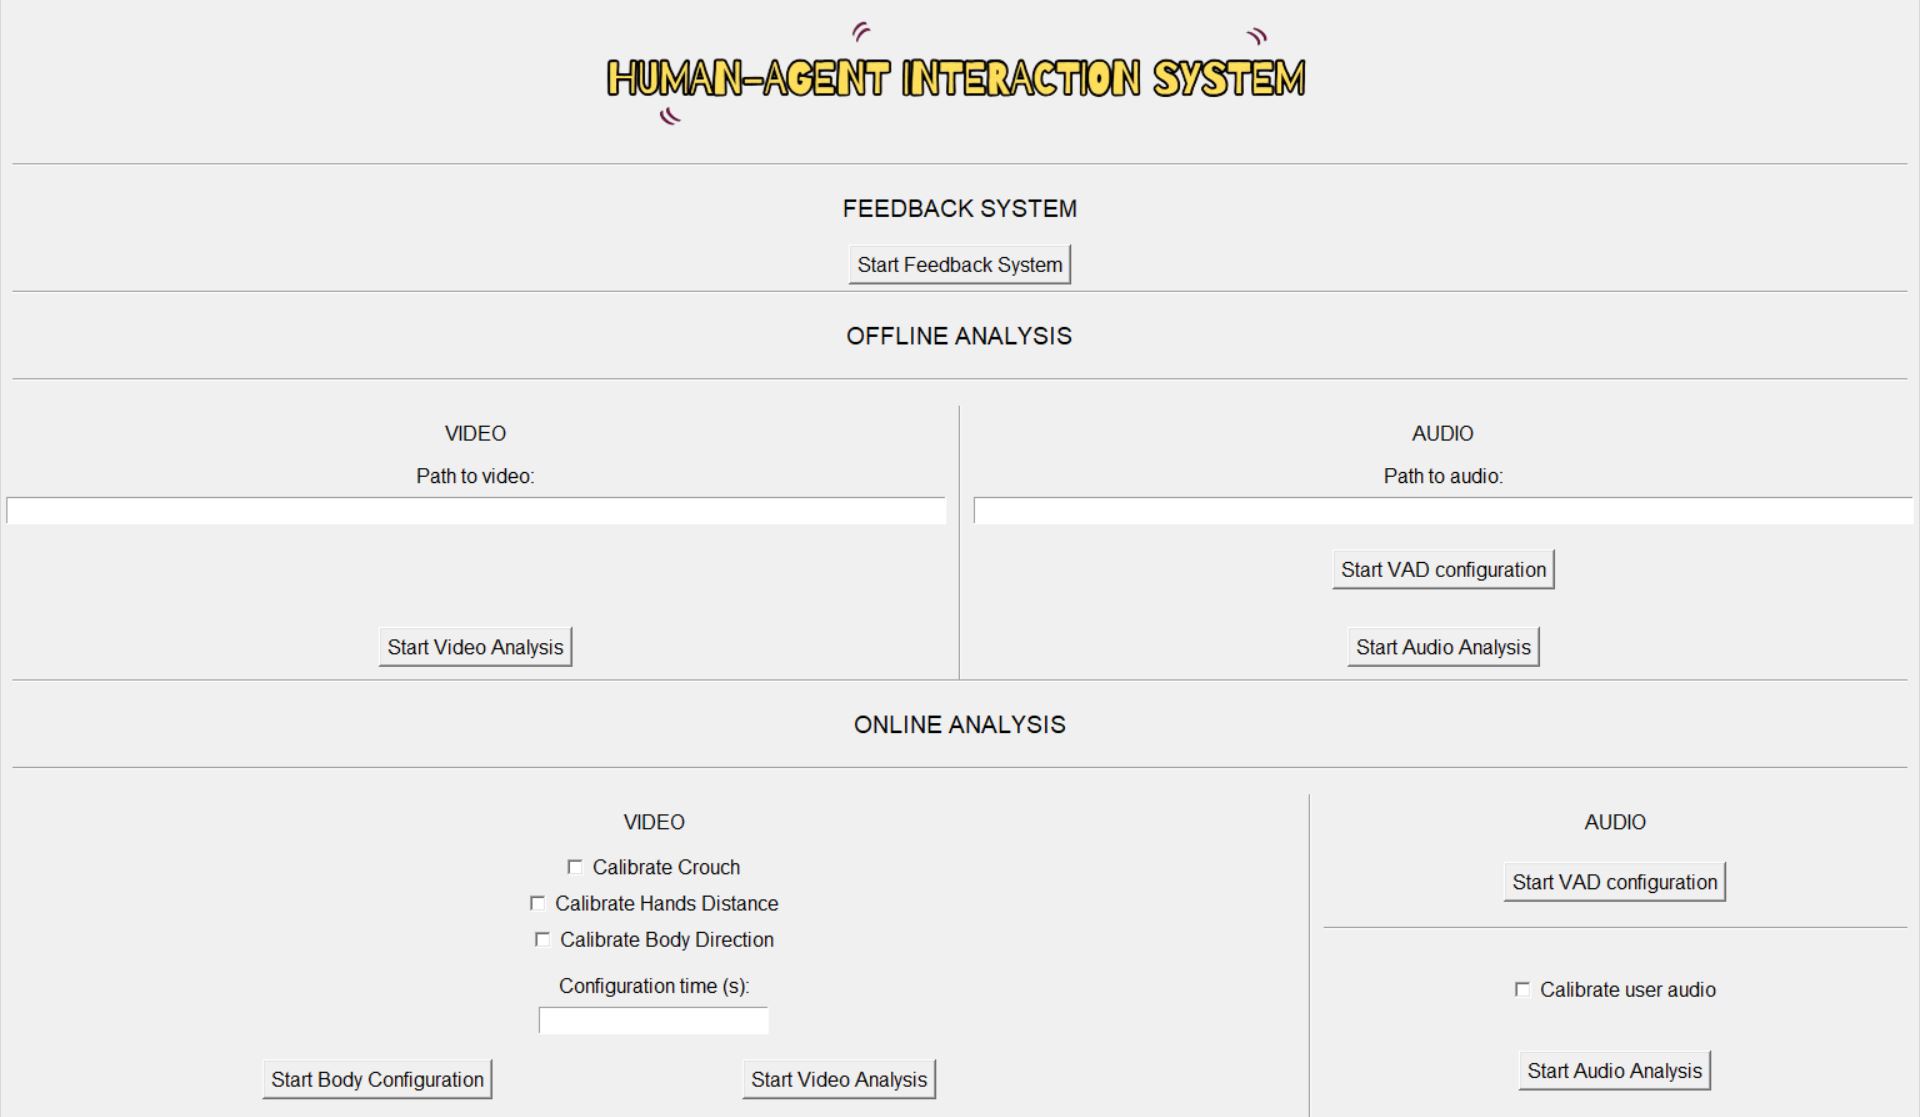 HUMAN-AGENT INTERACTION SYSTEM
FEEDBACK SYSTEM
Start Feedback System
OFFLINE ANALYSIS
VIDEO
Path to video:
Start Video Analysis
AUDIO
Path to audio:
Start VAD configuration
Start Audio Analysis
ONLINE ANALYSIS
VIDEO
Calibrate Crouch
Calibrate Hands Distance
Calibrate Body Direction
Configuration time (s):
Start Body Configuration
Start Video Analysis
AUDIO
Start VAD configuration
Calibrate user audio
Start Audio Analysis